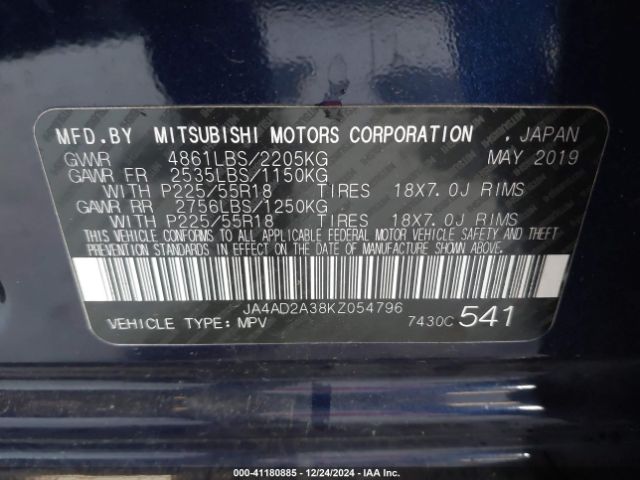 MFD.BY MITSUBISHI MOTORS CORPORATION , JAPAN
GVWR 4861LBS/2205KG MAY 2019
GAWR FR 2535LBS/1150KG
WITH P225/55R18 TIRES 18X7.0J RIMS
GAWR RR 2756LBS/1250KG
WITH P225/55R18 TIRES 18X7.0J RIMS
THIS VEHICLE CONFORMS TO ALL APPLICABLE FEDERAL MOTOR VEHICLE SAFETY AND THEFT
PREVENTION STANDARDS IN EFFECT ON THE DATE OF MANUFACTURE SHOWN ABOVE.
JA4AD2A38KZ054796
VEHICLE TYPE: MPV 7430C 541
000-41180885 - 12/24/2024 - IAA Inc.